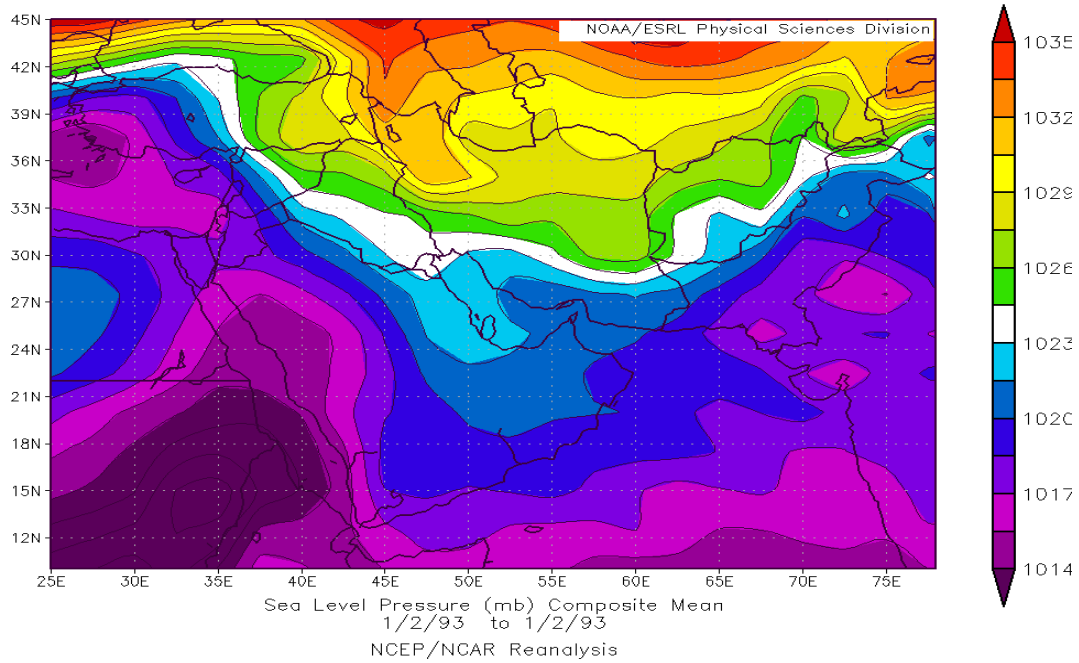 45N
NOAA/ESRL Physical Sciences Division
1035
42N
39N
1032
36N
1029
33N
30N
1026
27N
1023
24N
21N
1020
18N
1017
15N
12N
1014
25E 30E 35E 40E 45E 50E 55E 60E 65E 70E 75E
Sea Level Pressure (mb) Composite Mean
1/2/93 to 1/2/93
NCEP/NCAR Reanalysis